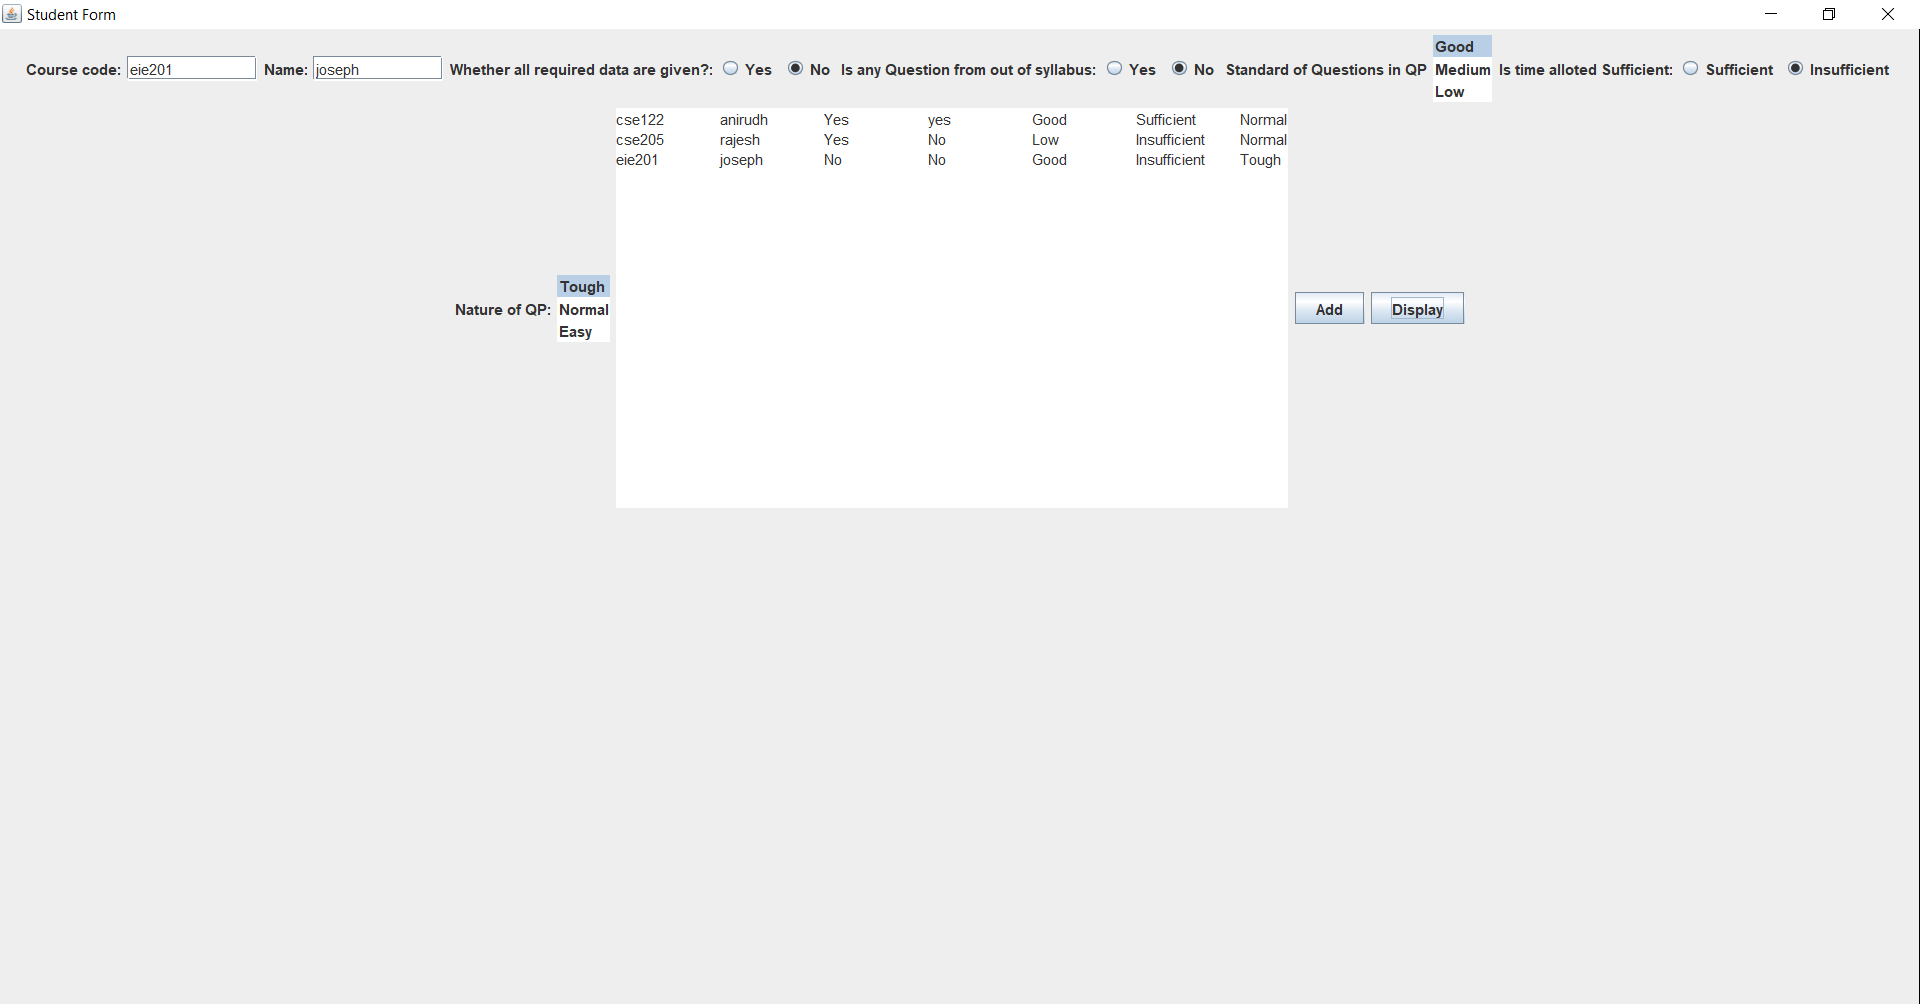 Student Form
Course code: eie201 Name: joseph Whether all required data are given?: Yes No Is any Question from out of syllabus: Yes No Standard of Questions in QP Good Medium Low Is time alloted Sufficient: Sufficient Insufficient
cse122 anirudh Yes yes Good Sufficient Normal
cse205 rajesh Yes No Low Insufficient Normal
eie201 joseph No No Good Insufficient Tough
Nature of QP: Tough Normal Easy
Add Display